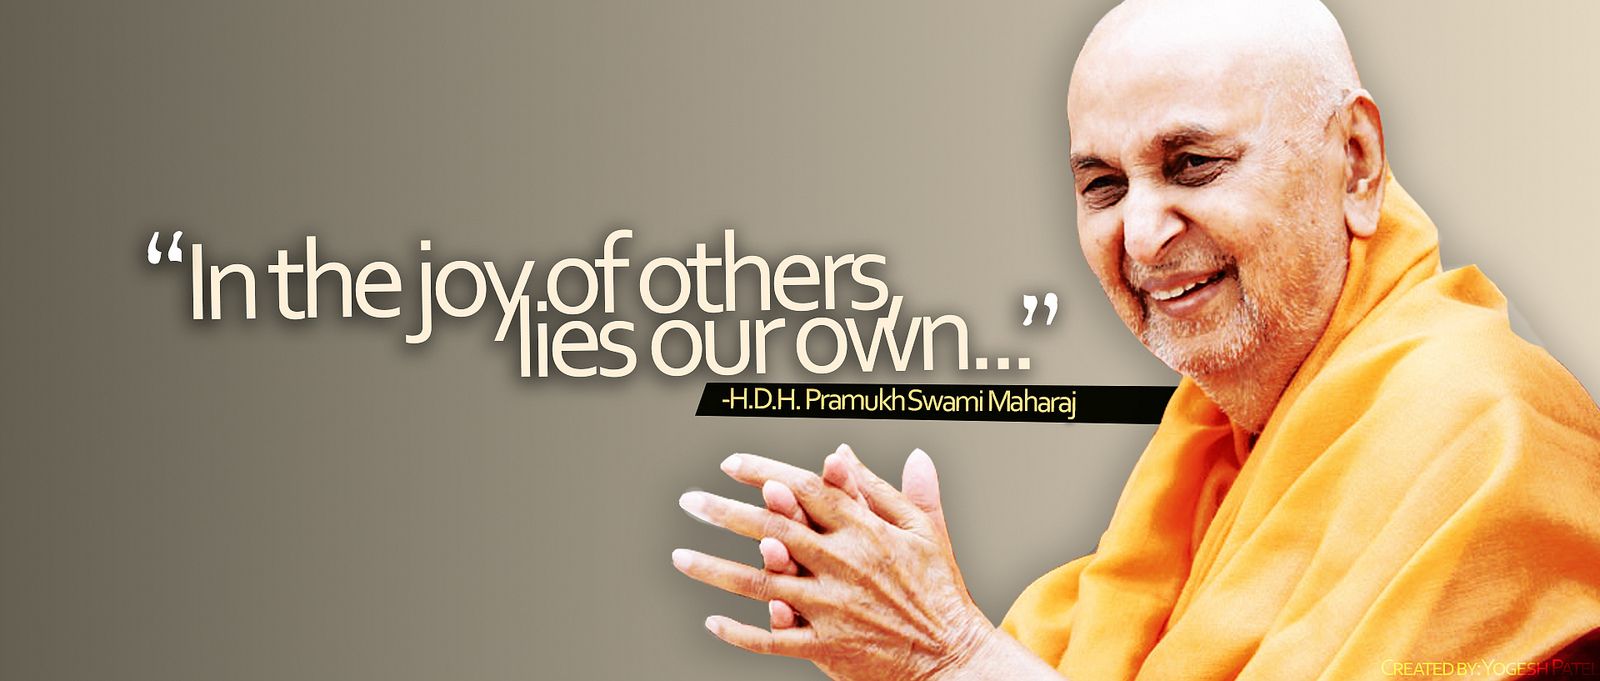 “In the joy of others,
lies our own...”
-H.D.H. Pramukh Swami Maharaj
CREATED BY: YOGESH PATEL